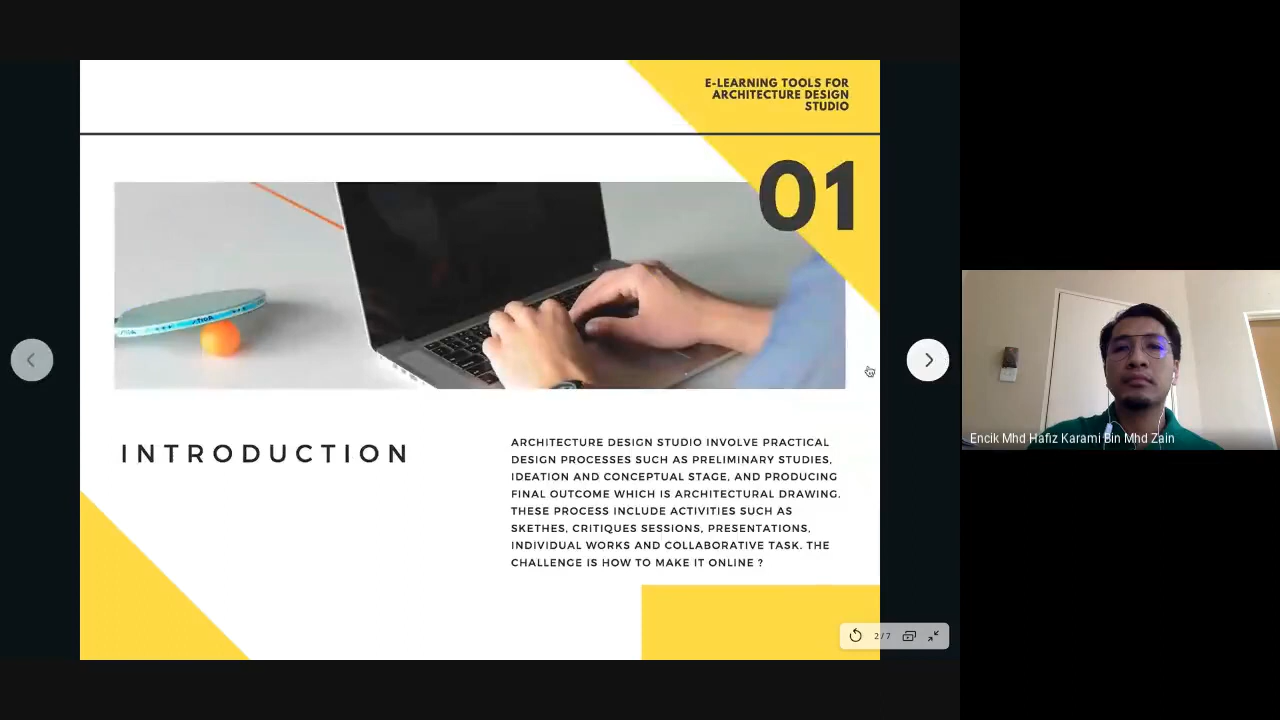 E-LEARNING TOOLS FOR
ARCHITECTURE DESIGN
STUDIO
01
STIGA
INTRODUCTION
ARCHITECTURE DESIGN STUDIO INVOLVE PRACTICAL
DESIGN PROCESSES SUCH AS PRELIMINARY STUDIES,
IDEATION AND CONCEPTUAL STAGE, AND PRODUCING
FINAL OUTCOME WHICH IS ARCHITECTURAL DRAWING.
THESE PROCESS INCLUDE ACTIVITIES SUCH AS
SKETHES, CRITIQUES SESSIONS, PRESENTATIONS,
INDIVIDUAL WORKS AND COLLABORATIVE TASK. THE
CHALLENGE IS HOW TO MAKE IT ONLINE ?
2/7
Encik Mhd Hafiz Karami Bin Mhd Zain